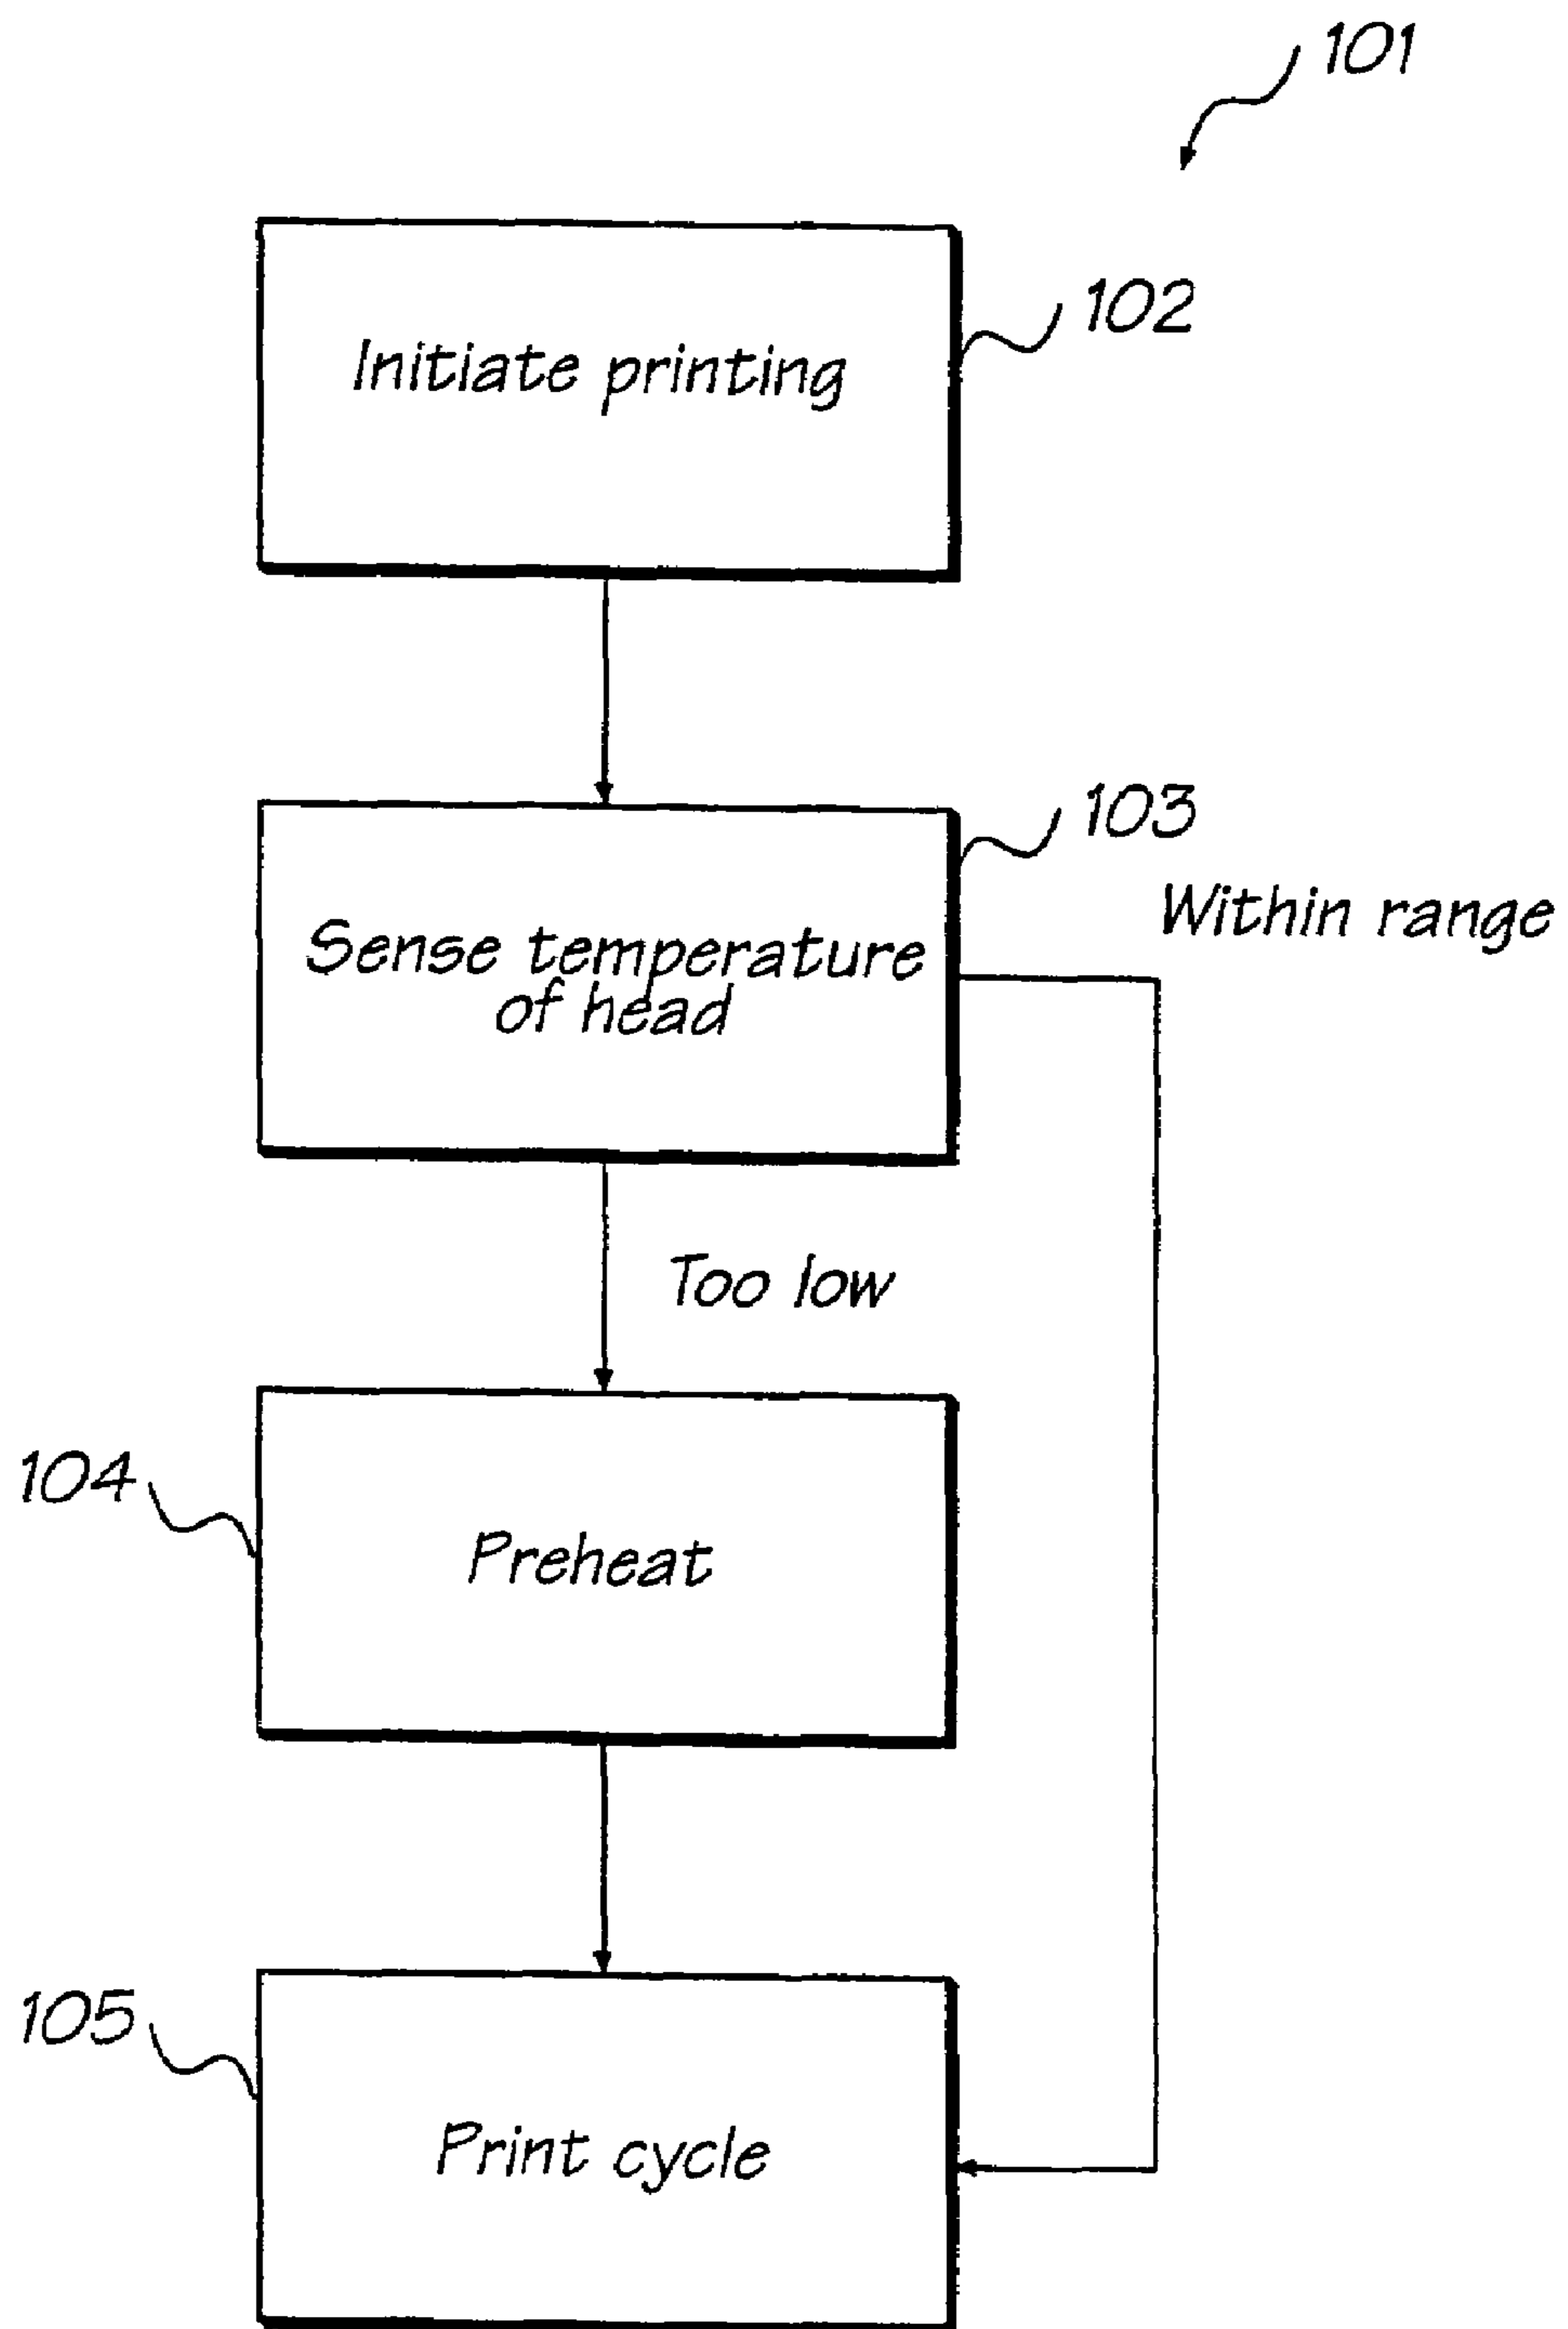 101
Initiate printing
102
103
Within range
Sense temperature
of head
Too low
104
Preheat
105
Print cycle